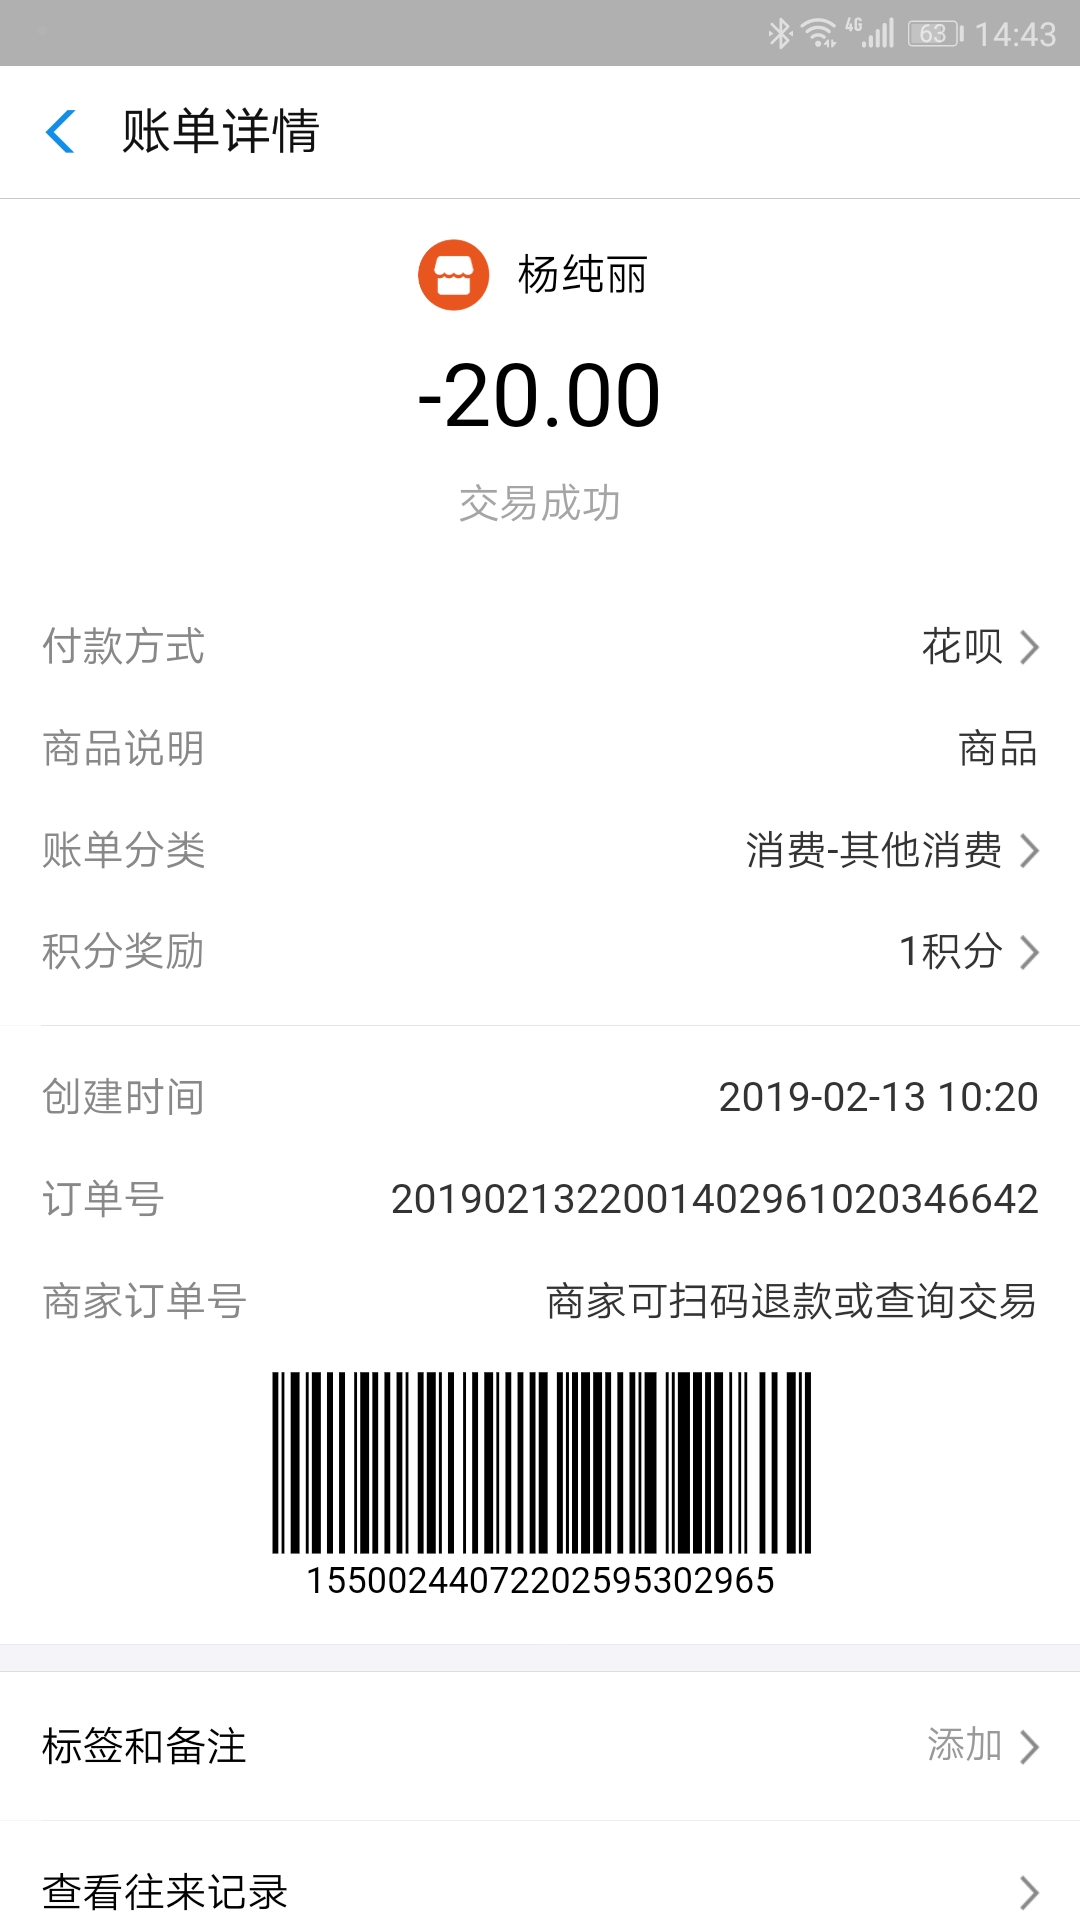 4G 63 14:43
账单详情
杨纯丽
-20.00
交易成功
付款方式 花呗
商品说明 商品
账单分类 消费-其他消费
积分奖励 1积分
创建时间 2019-02-13 10:20
订单号 2019021322001402961020346642
商家订单号 商家可扫码退款或查询交易
15500244072202595302965
标签和备注 添加
查看往来记录